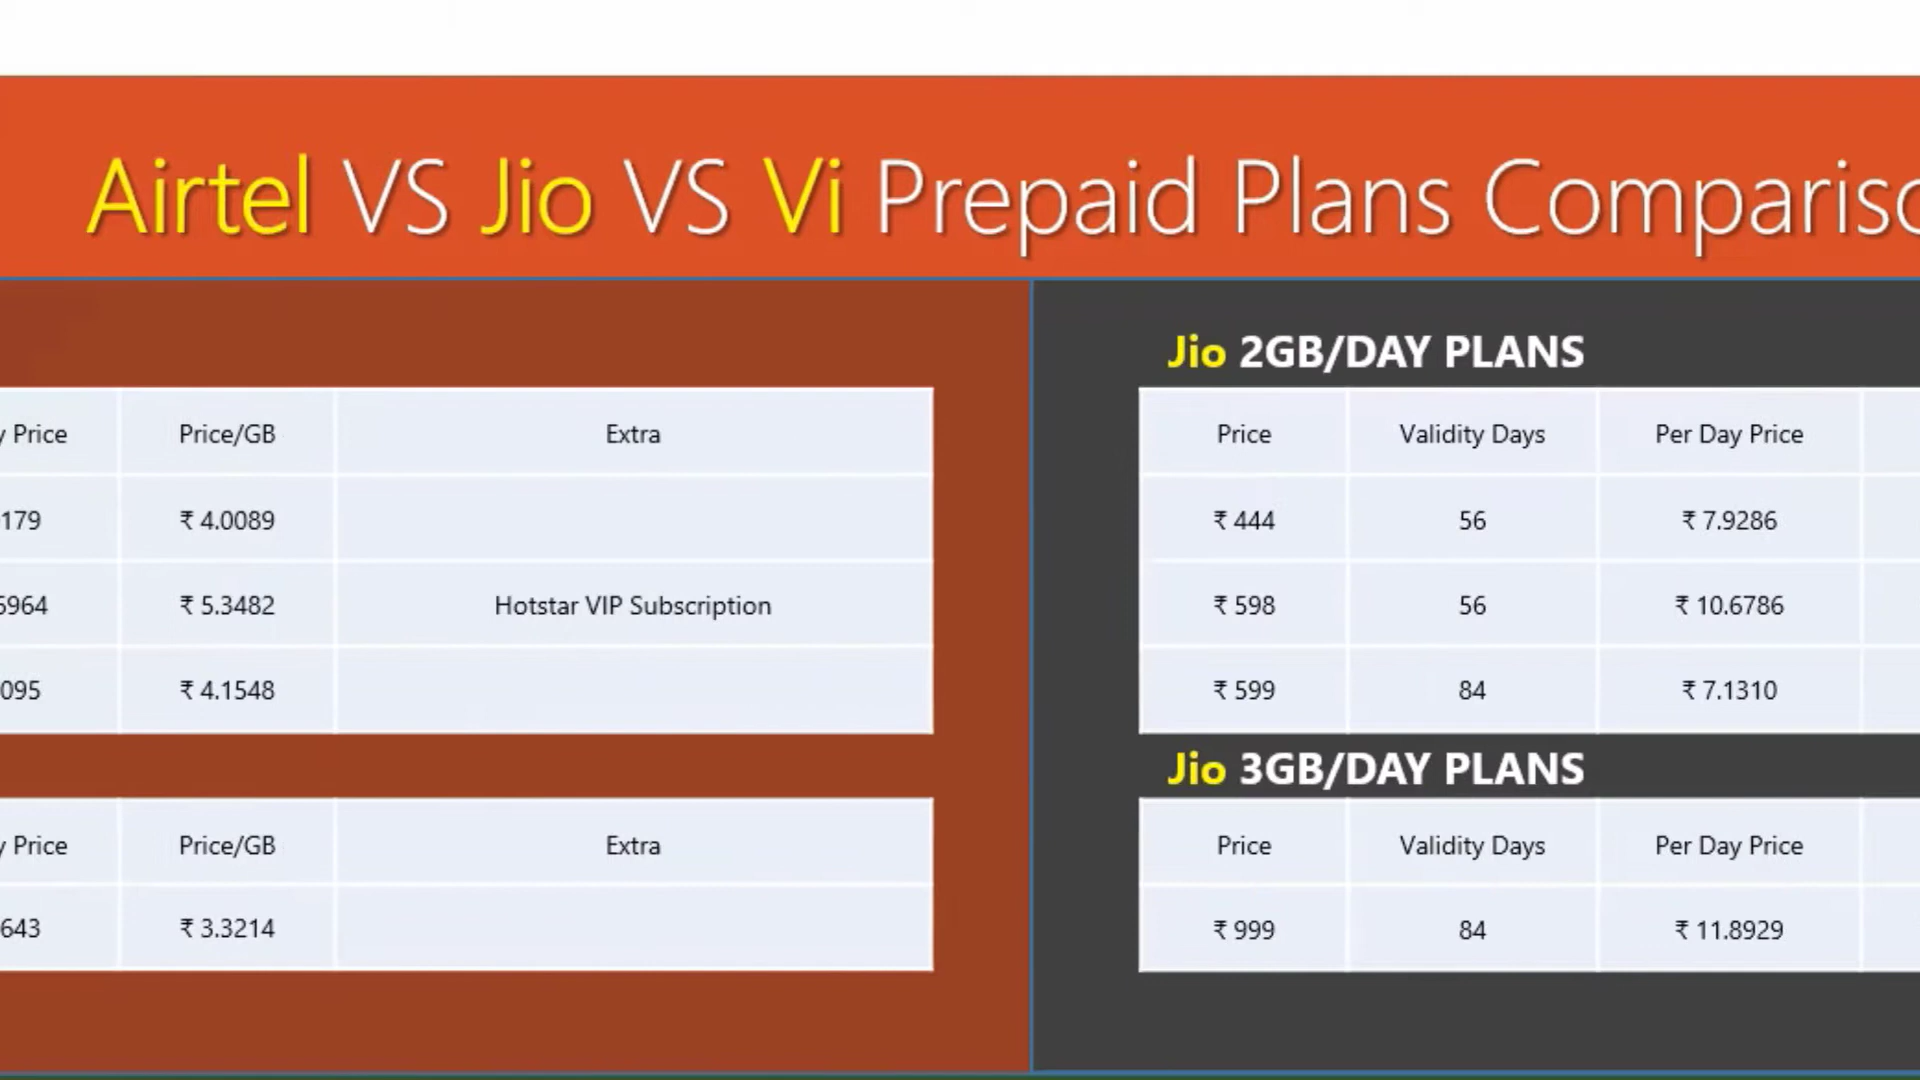 Airtel VS Jio VS Vi Prepaid Plans
Price Price/GB Extra
179 ₹ 4.0089
5964 ₹ 5.3482 Hotstar VIP Subscription
095 ₹ 4.1548
Price Price/GB Extra
643 ₹ 3.3214
Jio 2GB/DAY PLANS
Price Validity Days Per Day Price
₹ 444 56 ₹ 7.9286
₹ 598 56 ₹ 10.6786
₹ 599 84 ₹ 7.1310
Jio 3GB/DAY PLANS
Price Validity Days Per Day Price
₹ 999 84 ₹ 11.8929